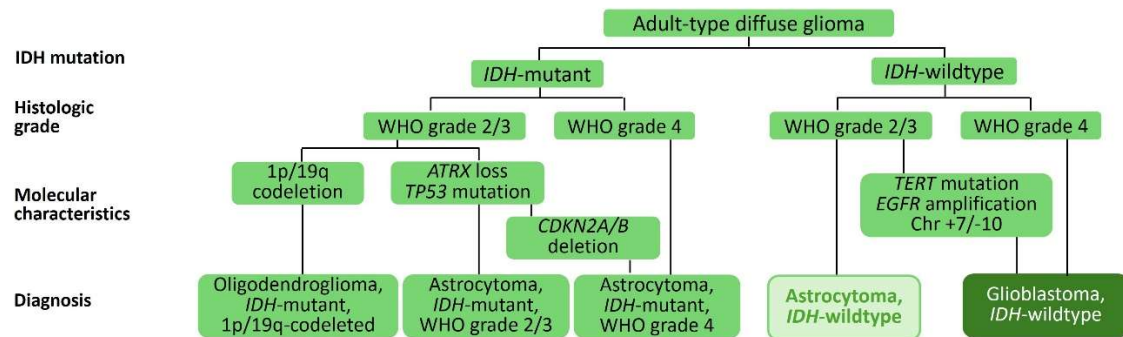 Adult-type diffuse glioma
IDH mutation
IDH-mutant
IDH-wildtype
Histologic
grade
WHO grade 2/3
WHO grade 4
WHO grade 2/3
WHO grade 4
Molecular
characteristics
1p/19q
codeletion
ATRX loss
TP53 mutation
CDKN2A/B
deletion
TERT mutation
EGFR amplification
Chr +7/-10
Diagnosis
Oligodendroglioma,
IDH-mutant,
1p/19q-codeleted
Astrocytoma,
IDH-mutant,
WHO grade 2/3
Astrocytoma,
IDH-mutant,
WHO grade 4
Astrocytoma,
IDH-wildtype
Glioblastoma,
IDH-wildtype